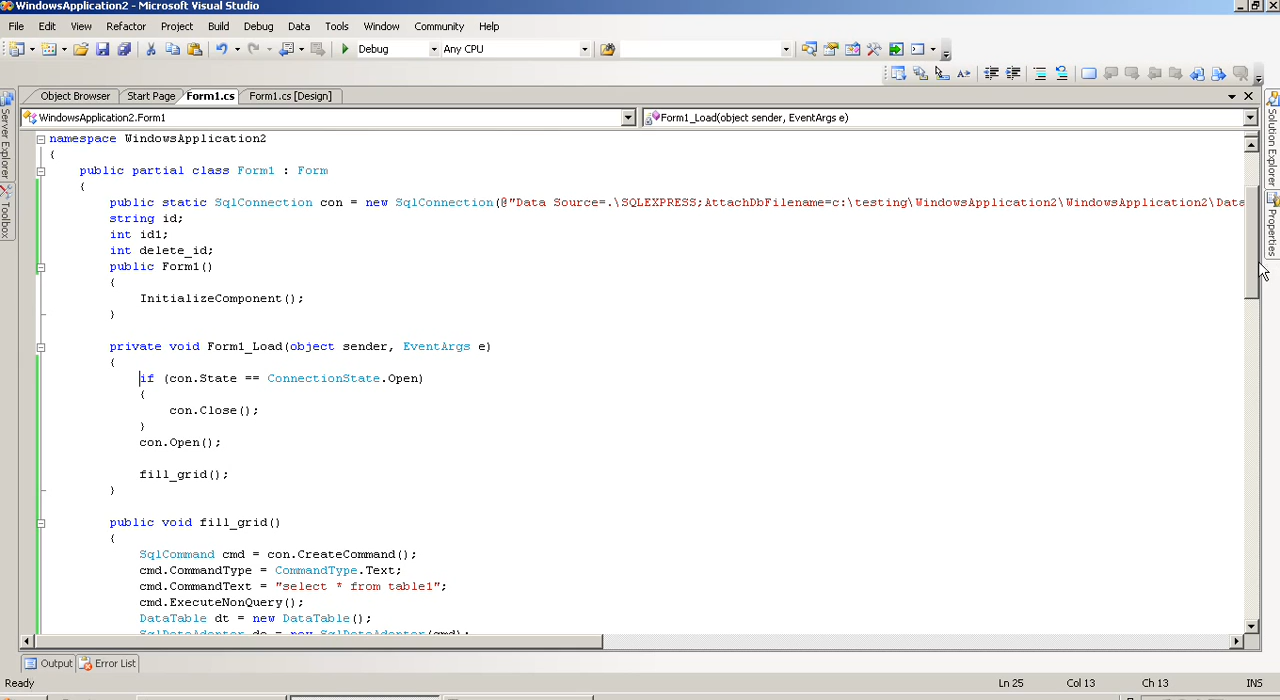 WindowsApplication2 - Microsoft Visual Studio
File Edit View Refactor Project Build Debug Data Tools Window Community Help
Debug Any CPU
Object Browser Start Page Form1.cs Form1.cs [Design]
WindowsApplication2.Form1 Form1_Load(object sender, EventArgs e)
Server Explorer
Toolbox
Solution Explorer
Properties
namespace WindowsApplication2
{
public partial class Form1 : Form
{
public static SqlConnection con = new SqlConnection(@"Data Source=.\SQLEXPRESS;AttachDbFilename=c:\testing\WindowsApplication2\WindowsApplication2\Data
string id;
int id1;
int delete_id;
public Form1()
{
InitializeComponent();
}
private void Form1_Load(object sender, EventArgs e)
{
if (con.State == ConnectionState.Open)
{
con.Close();
}
con.Open();
fill_grid();
}
public void fill_grid()
{
SqlCommand cmd = con.CreateCommand();
cmd.CommandType = CommandType.Text;
cmd.CommandText = "select * from table1";
cmd.ExecuteNonQuery();
DataTable dt = new DataTable();
SqlDataAdapter da = new SqlDataAdapter(cmd);
Output Error List
Ready Ln 25 Col 13 Ch 13 INS